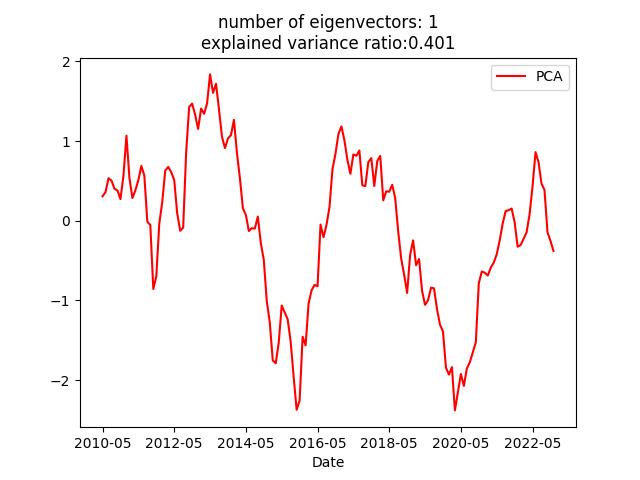 number of eigenvectors: 1
explained variance ratio:0.401
PCA
2
1
0
−1
−2
2010-05 2012-05 2014-05 2016-05 2018-05 2020-05 2022-05
Date